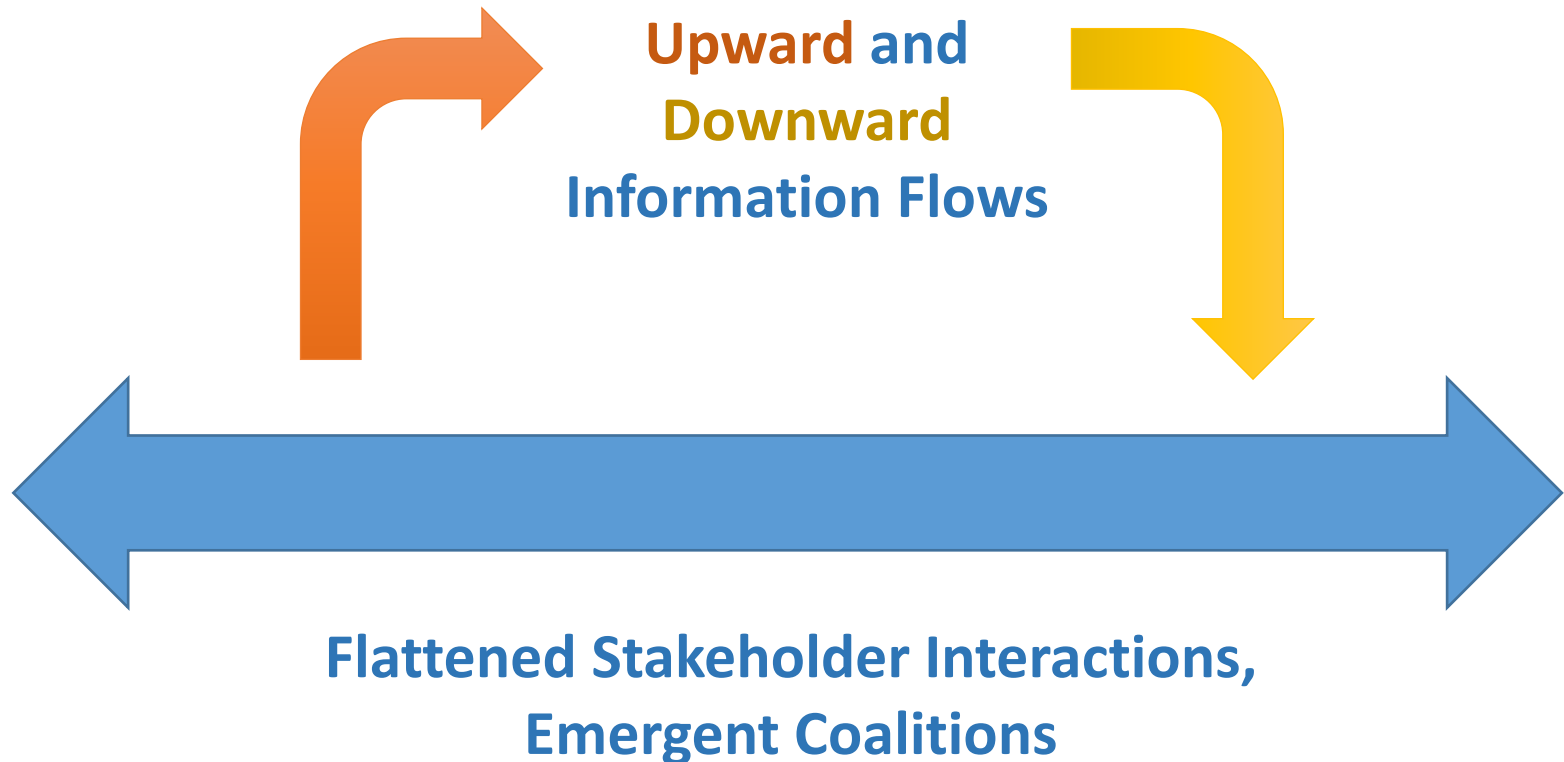 Upward and
Downward
Information Flows
Flattened Stakeholder Interactions,
Emergent Coalitions